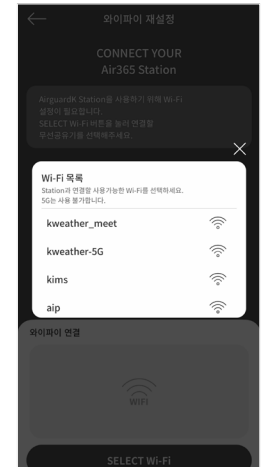 와이파이 재설정
CONNECT YOUR
Air365 Station
AirguardK Station을 사용하기 위해 Wi-Fi
설정이 필요합니다.
SELECT Wi-Fi 버튼을 눌러 연결할
무선공유기를 선택해주세요.
Wi-Fi 목록
Station과 연결할 사용가능한 Wi-Fi를 선택하세요.
5G는 사용 불가합니다.
kweather_meet
kweather-5G
kims
aip
와이파이 연결
WIFI
SELECT Wi-Fi